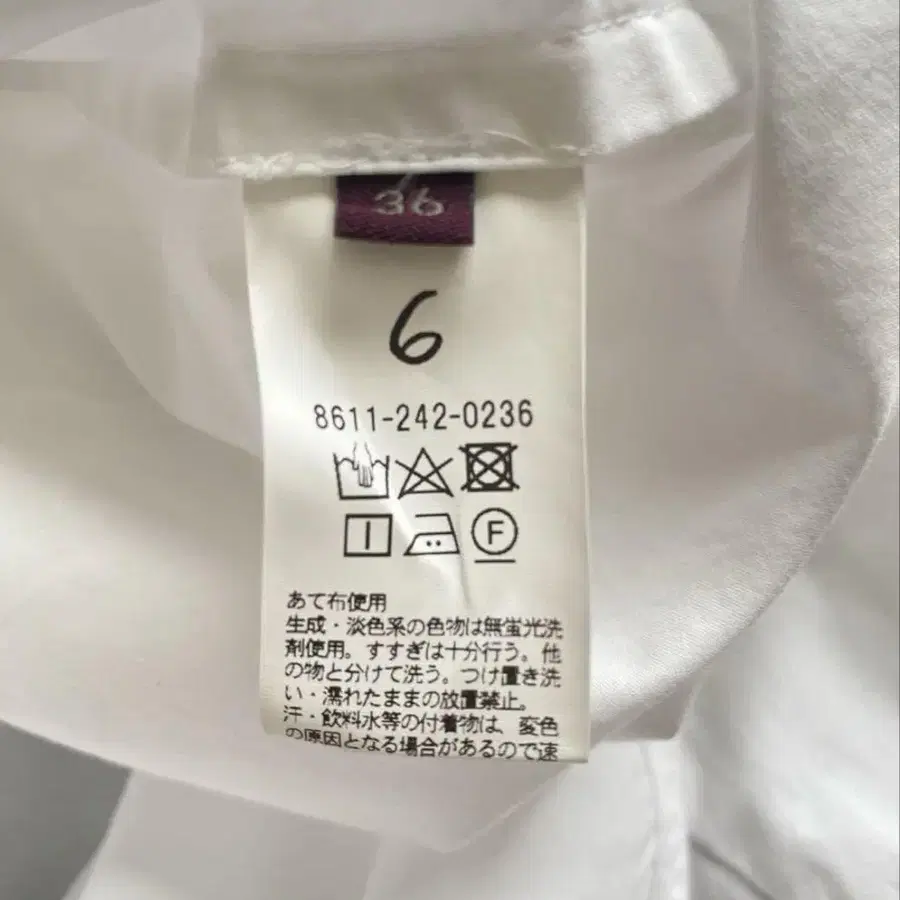 36
6
8611-242-0236
F
あて布使用
生成・淡色系の色物は無蛍光洗
剤使用。すすぎは十分行う。他
の物と分けて洗う。つけ置き洗
い・濡れたままの放置禁止。
汗・飲料水等の付着物は、変色
の原因となる場合があるので速